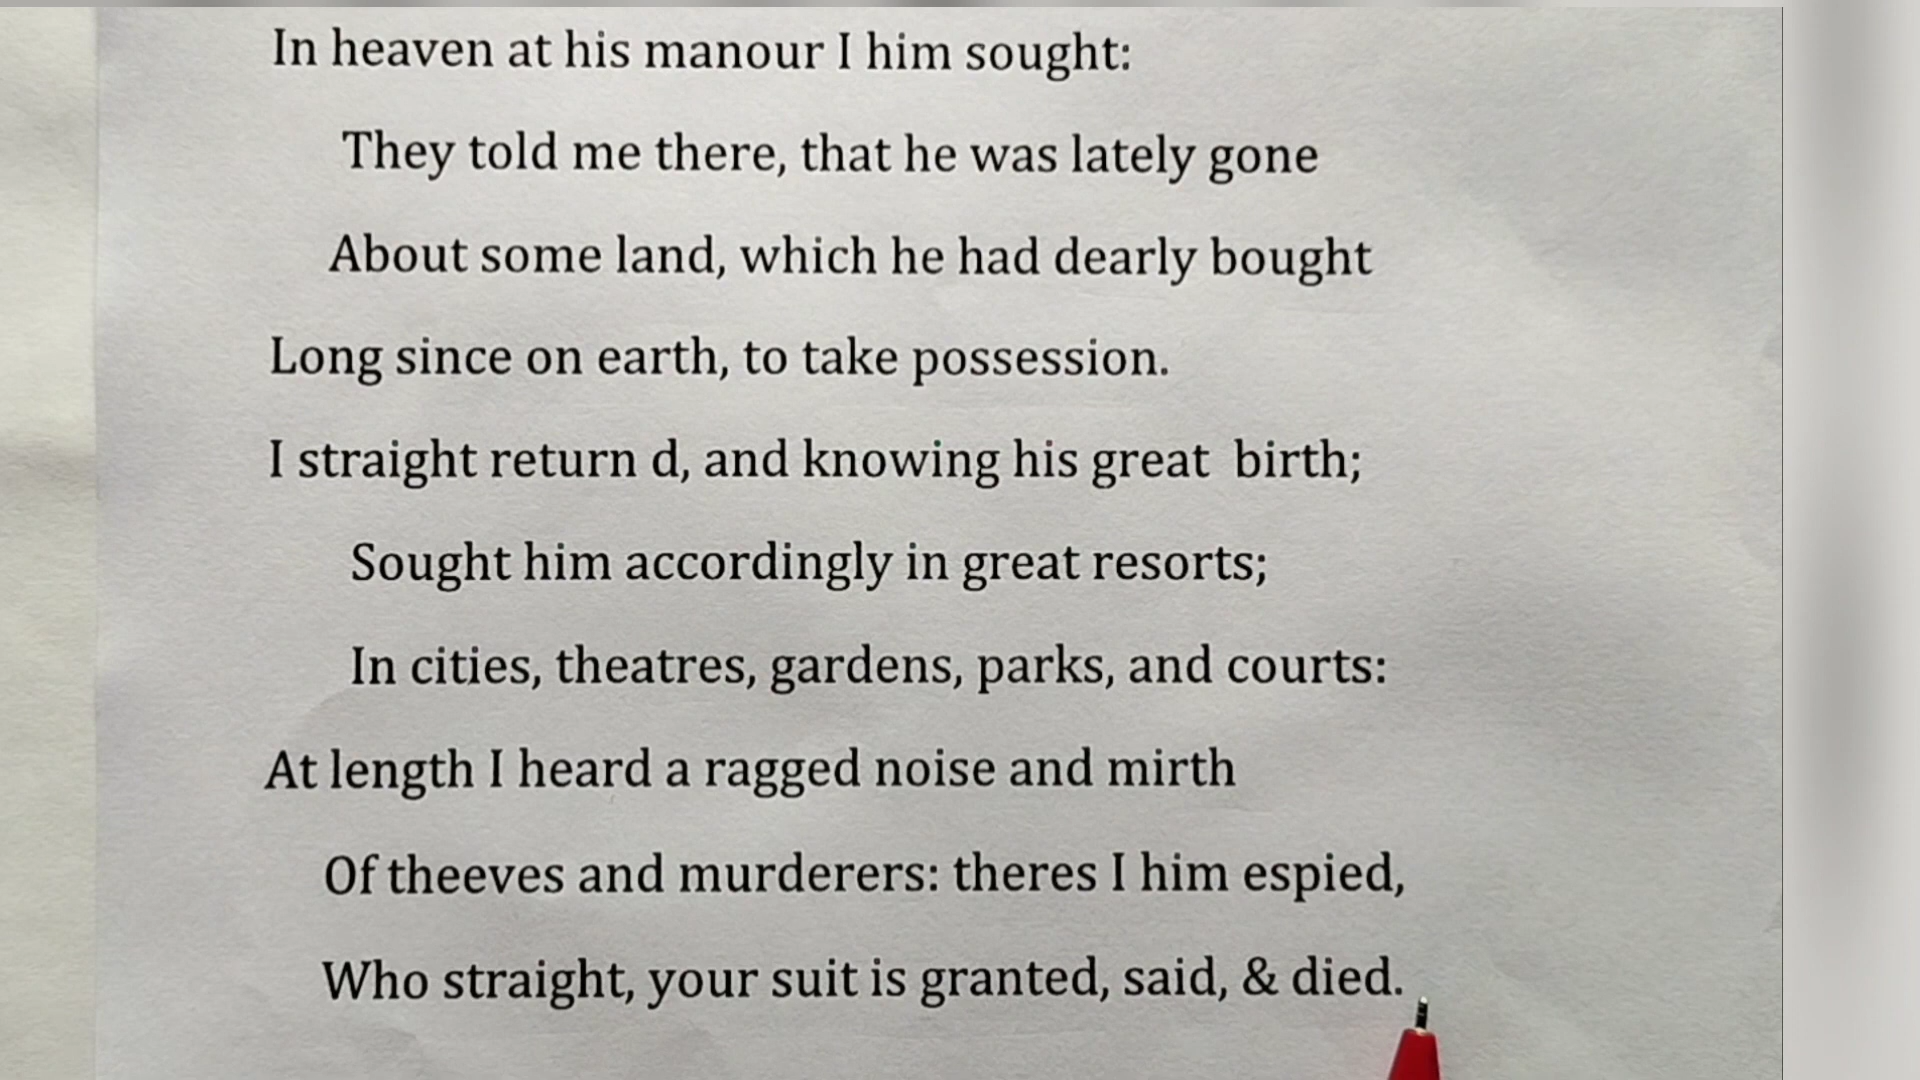 In heaven at his manour I him sought:
They told me there, that he was lately gone
About some land, which he had dearly bought
Long since on earth, to take possession.
I straight return d, and knowing his great birth;
Sought him accordingly in great resorts;
In cities, theatres, gardens, parks, and courts:
At length I heard a ragged noise and mirth
Of theeves and murderers: theres I him espied,
Who straight, your suit is granted, said, & died.